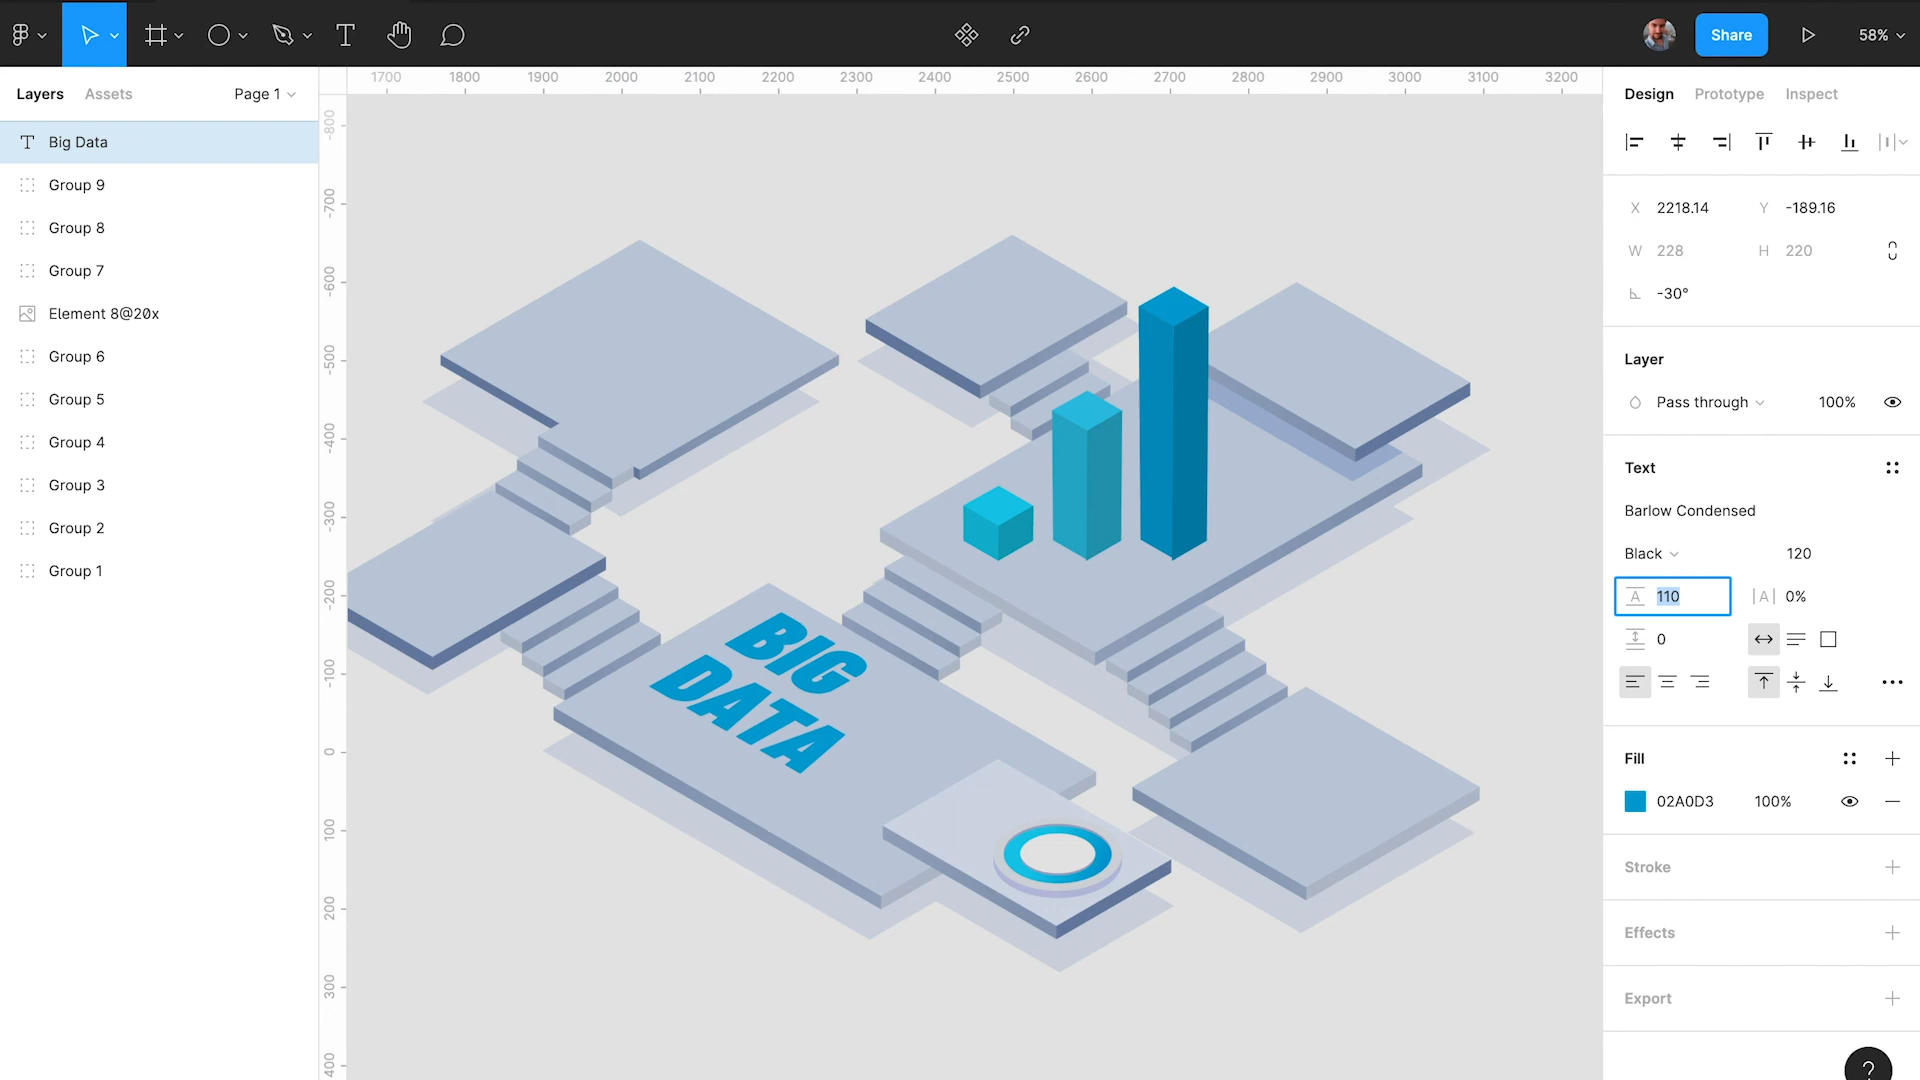 Share
58%
Layers
Assets
Page 1
Big Data
Group 9
Group 8
Group 7
Element 8@20x
Group 6
Group 5
Group 4
Group 3
Group 2
Group 1
1700 1800 1900 2000 2100 2200 2300 2400 2500 2600 2700 2800 2900 3000 3100 3200
-800
-700
-600
-500
-400
-300
-200
-100
0
100
200
300
400
BIG
DATA
Design
Prototype
Inspect
X 2218.14
Y -189.16
W 228
H 220
-30°
Layer
Pass through
100%
Text
Barlow Condensed
Black
120
A 110
|A| 0%
0
Fill
02A0D3
100%
Stroke
Effects
Export
?